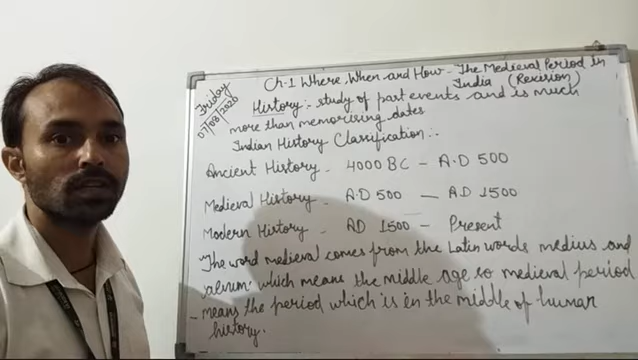 Friday
07/08/2020
Ch-1 Where, When and How - The Medieval Period in
India (Revision)
History:- study of past events and is much
more than memorising dates
Indian History Classification:-
Ancient History - 4000 BC - A.D 500
Medieval History - A.D 500 - A.D 1500
Modern History - AD 1500 - Present
"The word medieval comes from the Latin words medius and
which means the middle age so medieval period
- means the period which is in the middle of human
history.